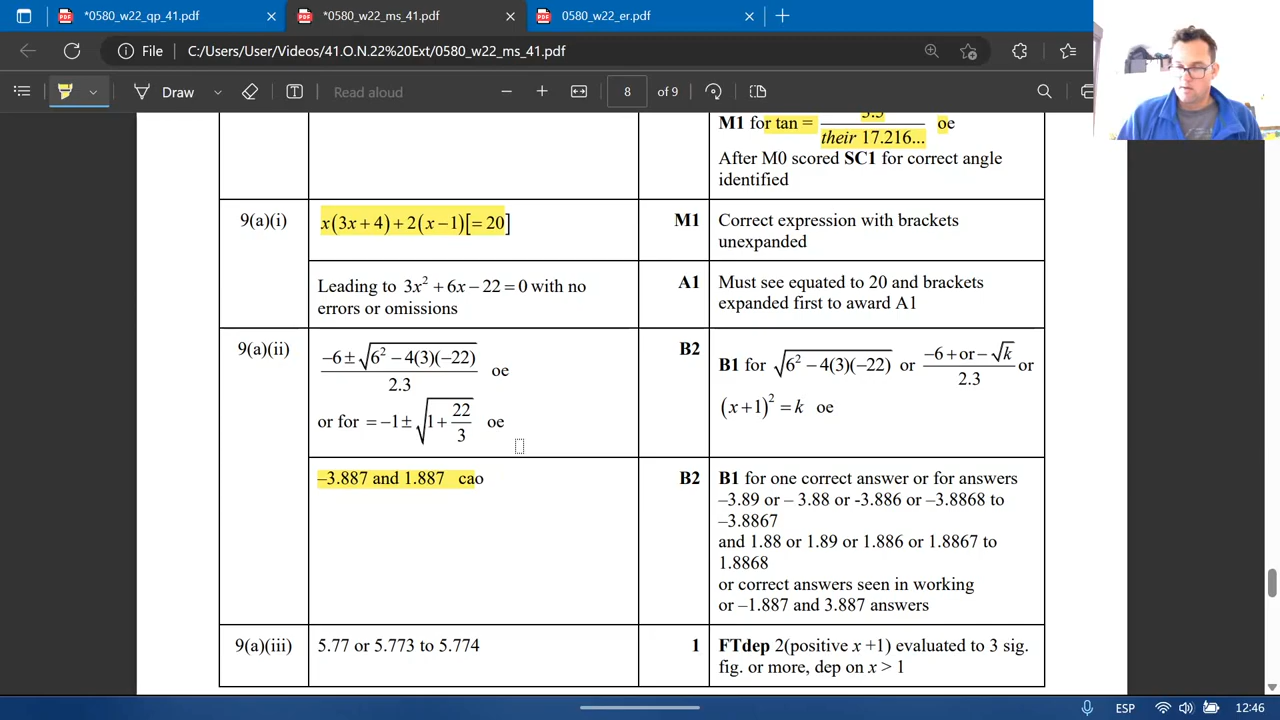 *0580_w22_qp_41.pdf
*0580_w22_ms_41.pdf
0580_w22_er.pdf
File
C:/Users/User/Videos/41.O.N.22%20Ext/0580_w22_ms_41.pdf
Draw
Read aloud
8
of 9
M1 for tan = 3.5 / their 17.216... oe
After M0 scored SC1 for correct angle
identified
9(a)(i)
x(3x+4)+2(x−1)[=20]
M1
Correct expression with brackets
unexpanded
Leading to 3x² + 6x − 22 = 0 with no
errors or omissions
A1
Must see equated to 20 and brackets
expanded first to award A1
9(a)(ii)
−6±√(6² − 4(3)(−22)) / 2.3 oe
or for = −1±√(1+22/3) oe
B2
B1 for √(6² − 4(3)(−22)) or (−6 + or − √k) / 2.3 or
(x+1)² = k oe
–3.887 and 1.887 cao
B2
B1 for one correct answer or for answers
–3.89 or – 3.88 or -3.886 or –3.8868 to
–3.8867
and 1.88 or 1.89 or 1.886 or 1.8867 to
1.8868
or correct answers seen in working
or –1.887 and 3.887 answers
9(a)(iii)
5.77 or 5.773 to 5.774
1
FTdep 2(positive x +1) evaluated to 3 sig.
fig. or more, dep on x > 1
ESP
12:46